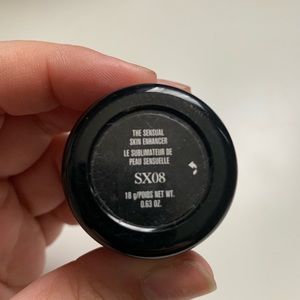 THE SENSUAL
SKIN ENHANCER
LE SUBLIMATEUR DE
PEAU SENSUELLE
SX08
18 g/POIDS NET WT.
0.63 OZ.